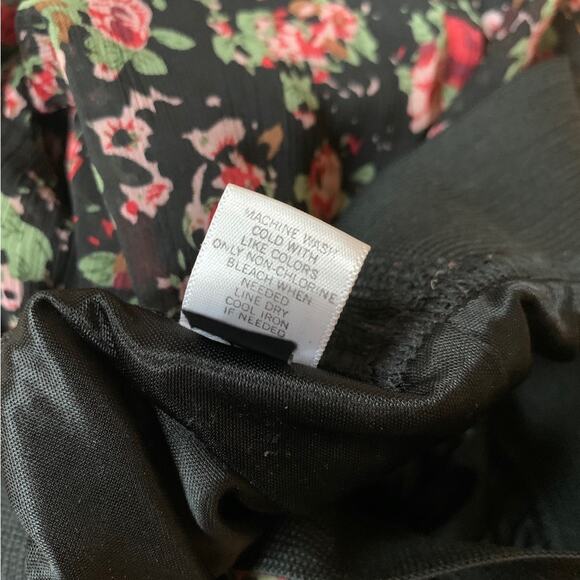 MACHINE WASH
COLD WITH
LIKE COLORS
ONLY NON-CHLORINE
BLEACH WHEN
NEEDED
LINE DRY
COOL IRON
IF NEEDED